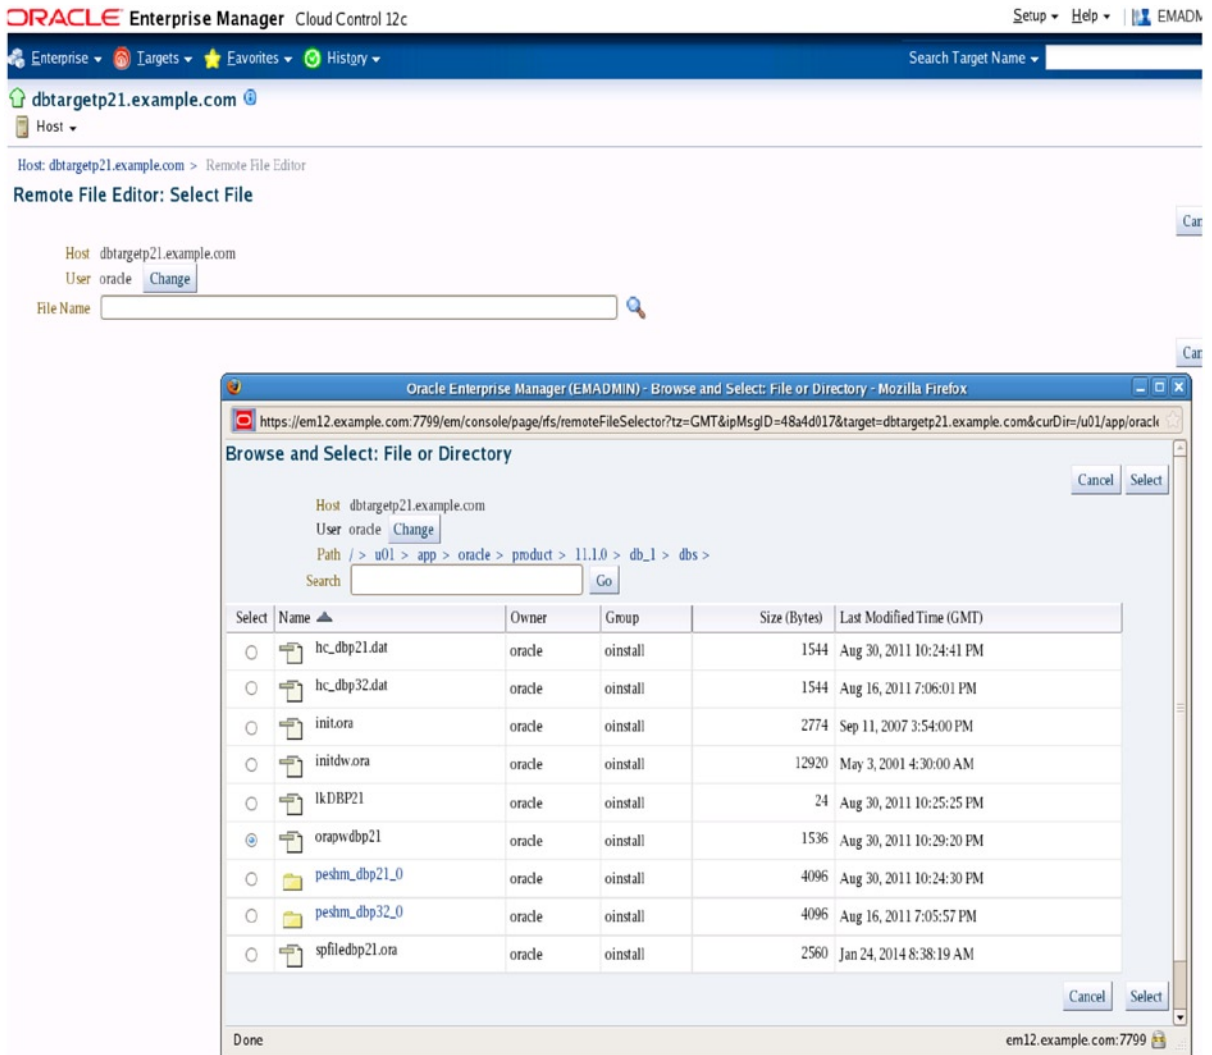 ORACLE Enterprise Manager Cloud Control 12c Setup Help
Enterprise Targets Favorites History Search Target Name
dbtargetp21.example.com
Host
Host: dbtargetp21.example.com > Remote File Editor
Remote File Editor: Select File
Host dbtargetp21.example.com
User oracle Change
File Name
Oracle Enterprise Manager (EMADMIN) - Browse and Select: File or Directory - Mozilla Firefox
https://em12.example.com:7799/em/console/page/rfs/remoteFileSelector?tz=GMT&ipMsgID=48a4d017&target=dbtargetp21.example.com&curDir=/u01/app/oracle
Browse and Select: File or Directory
Cancel Select
Host dbtargetp21.example.com
User oracle Change
Path / > u01 > app > oracle > product > 11.1.0 > db_1 > dbs >
Search Go
Select Name Owner Group Size (Bytes) Last Modified Time (GMT)
hc_dbp21.dat oracle oinstall 1544 Aug 30, 2011 10:24:41 PM
hc_dbp32.dat oracle oinstall 1544 Aug 16, 2011 7:06:01 PM
init.ora oracle oinstall 2774 Sep 11, 2007 3:54:00 PM
initdw.ora oracle oinstall 12920 May 3, 2001 4:30:00 AM
lkDBP21 oracle oinstall 24 Aug 30, 2011 10:25:25 PM
orapwdbp21 oracle oinstall 1536 Aug 30, 2011 10:29:20 PM
peshm_dbp21_0 oracle oinstall 4096 Aug 30, 2011 10:24:30 PM
peshm_dbp32_0 oracle oinstall 4096 Aug 16, 2011 7:05:57 PM
spfiledbp21.ora oracle oinstall 2560 Jan 24, 2014 8:38:19 AM
Cancel Select
Done em12.example.com:7799